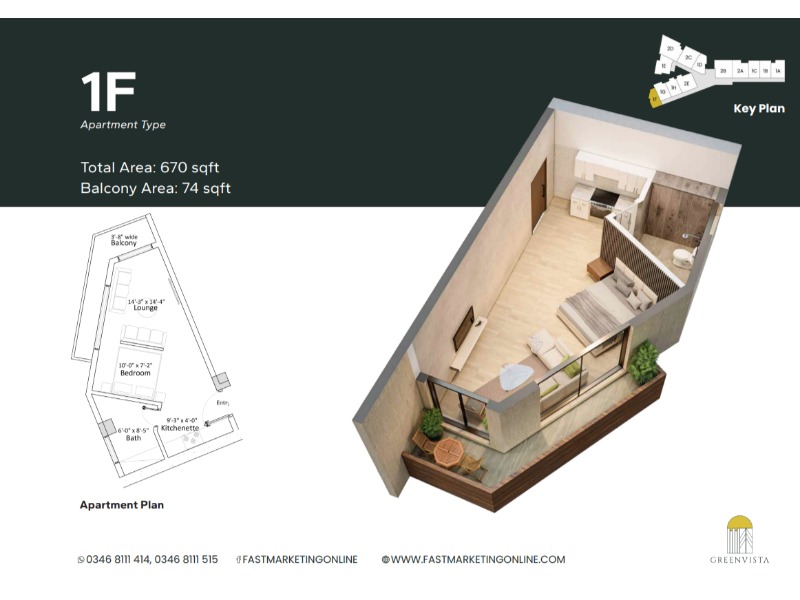 1F
Apartment Type
Total Area: 670 sqft
Balcony Area: 74 sqft
2D
2C
1D
1E
2B
2A
1C
1B
1A
2E
1H
1G
1F
Key Plan
3'-8" wide
Balcony
14'-3" x 14'-4"
Lounge
10'-0" x 7'-2"
Bedroom
Entry
9'-3" x 4'-0"
Kitchenette
6'-0" x 8'-5"
Bath
Apartment Plan
0346 8111 414, 0346 8111 515
FASTMARKETINGONLINE
WWW.FASTMARKETINGONLINE.COM
GREENVISTA